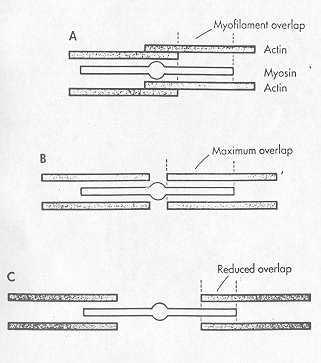 Myofilament overlap
A
Actin
Myosin
Actin
B
Maximum overlap
C
Reduced overlap